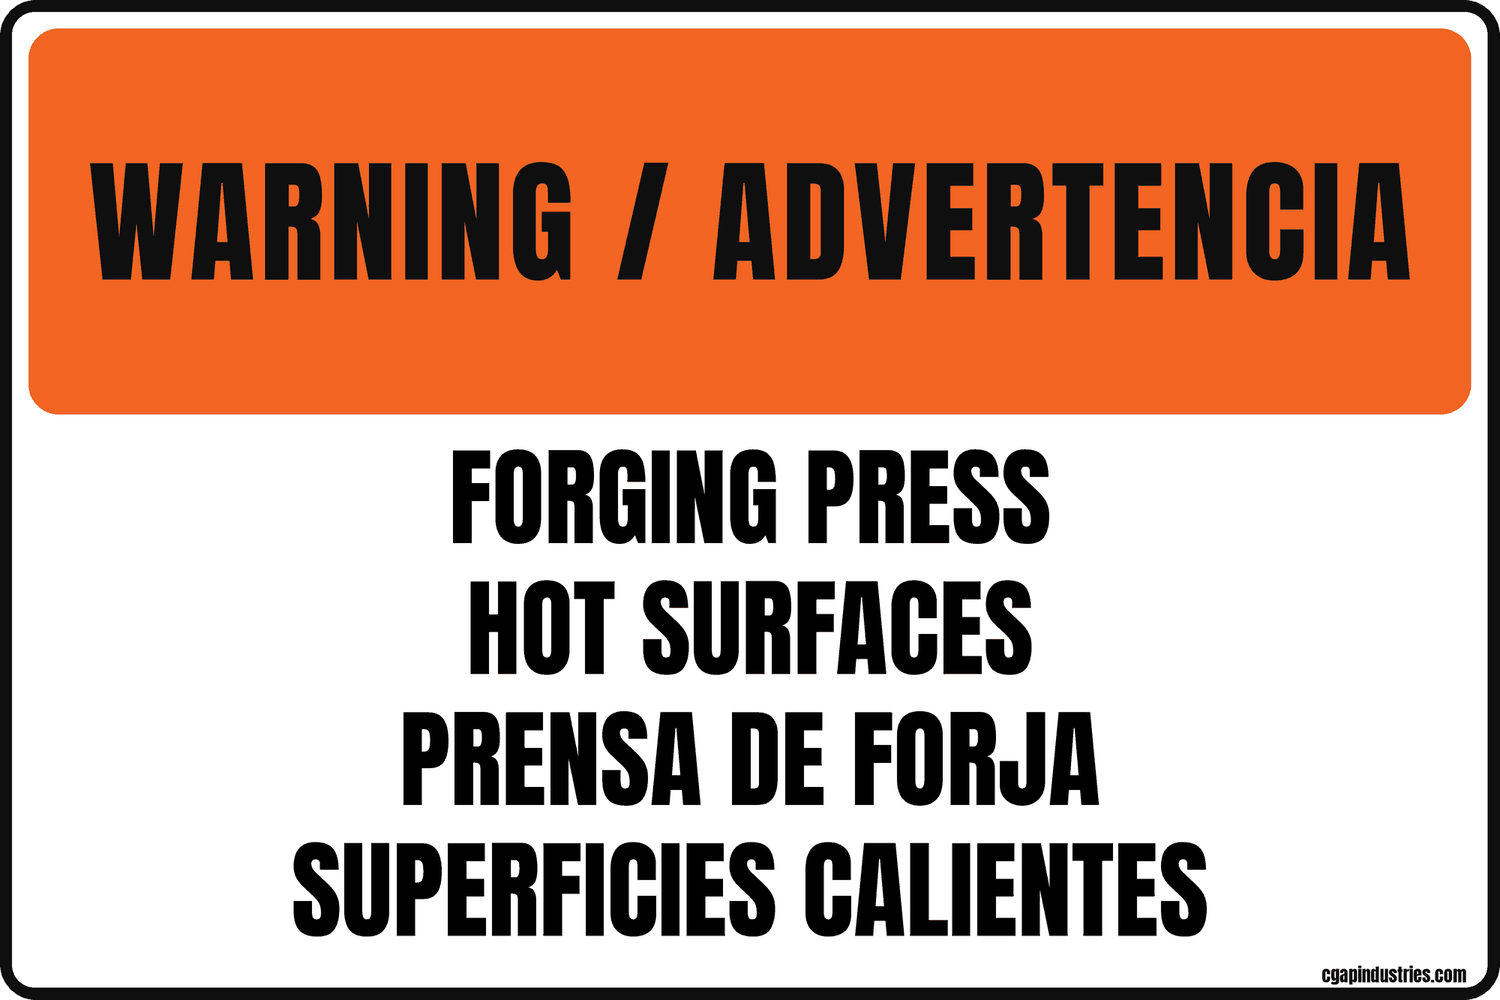 WARNING / ADVERTENCIA
FORGING PRESS
HOT SURFACES
PRENSA DE FORJA
SUPERFICIES CALIENTES
cgapindustries.com